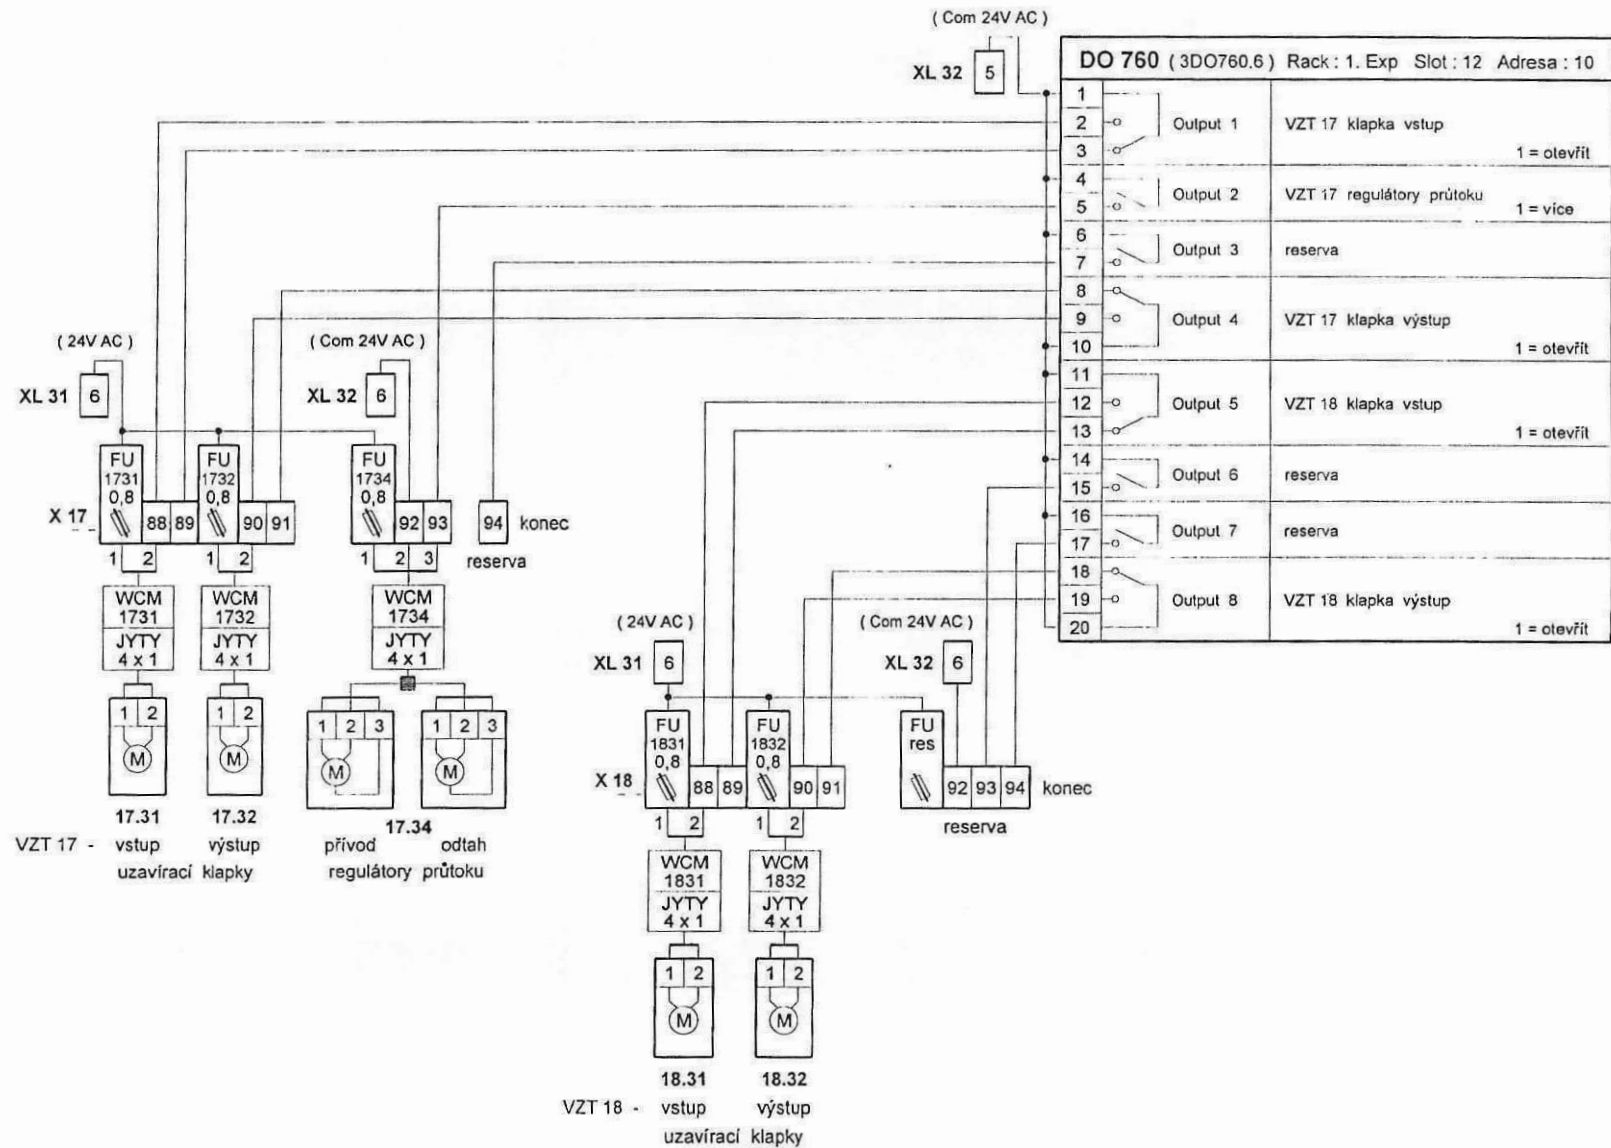 ( Com 24V AC )
XL 32 5
DO 760 ( 3DO760.6 ) Rack : 1. Exp Slot : 12 Adresa : 10
1
2 Output 1 VZT 17 klapka vstup
3 1 = otevřít
4
Output 2 VZT 17 regulátory průtoku
5 1 = více
6
Output 3 reserva
7
8
9 Output 4 VZT 17 klapka výstup
10 1 = otevřít
11
12 Output 5 VZT 18 klapka vstup
13 1 = otevřít
14
Output 6 reserva
15
16
Output 7 reserva
17
18
19 Output 8 VZT 18 klapka výstup
20 1 = otevřít
( 24V AC ) ( Com 24V AC )
XL 31 6 XL 32 6
FU FU FU
1731 1732 1734
0,8 0,8 0,8
X 17 88 89 90 91 92 93 94 konec
1 2 1 2 1 2 3 reserva
WCM WCM WCM
1731 1732 1734
JYTY JYTY JYTY
4 x 1 4 x 1 4 x 1
1 2 1 2 1 2 3 1 2 3
M M M M
17.31 17.32 17.34
VZT 17 - vstup výstup přívod odtah
uzavírací klapky regulátory průtoku
( 24V AC ) ( Com 24V AC )
XL 31 6 XL 32 6
FU FU FU
1831 1832 res
0,8 0,8
X 18 88 89 90 91 92 93 94 konec
1 2 1 2 reserva
WCM WCM
1831 1832
JYTY JYTY
4 x 1 4 x 1
1 2 1 2
M M
18.31 18.32
VZT 18 - vstup výstup
uzavírací klapky